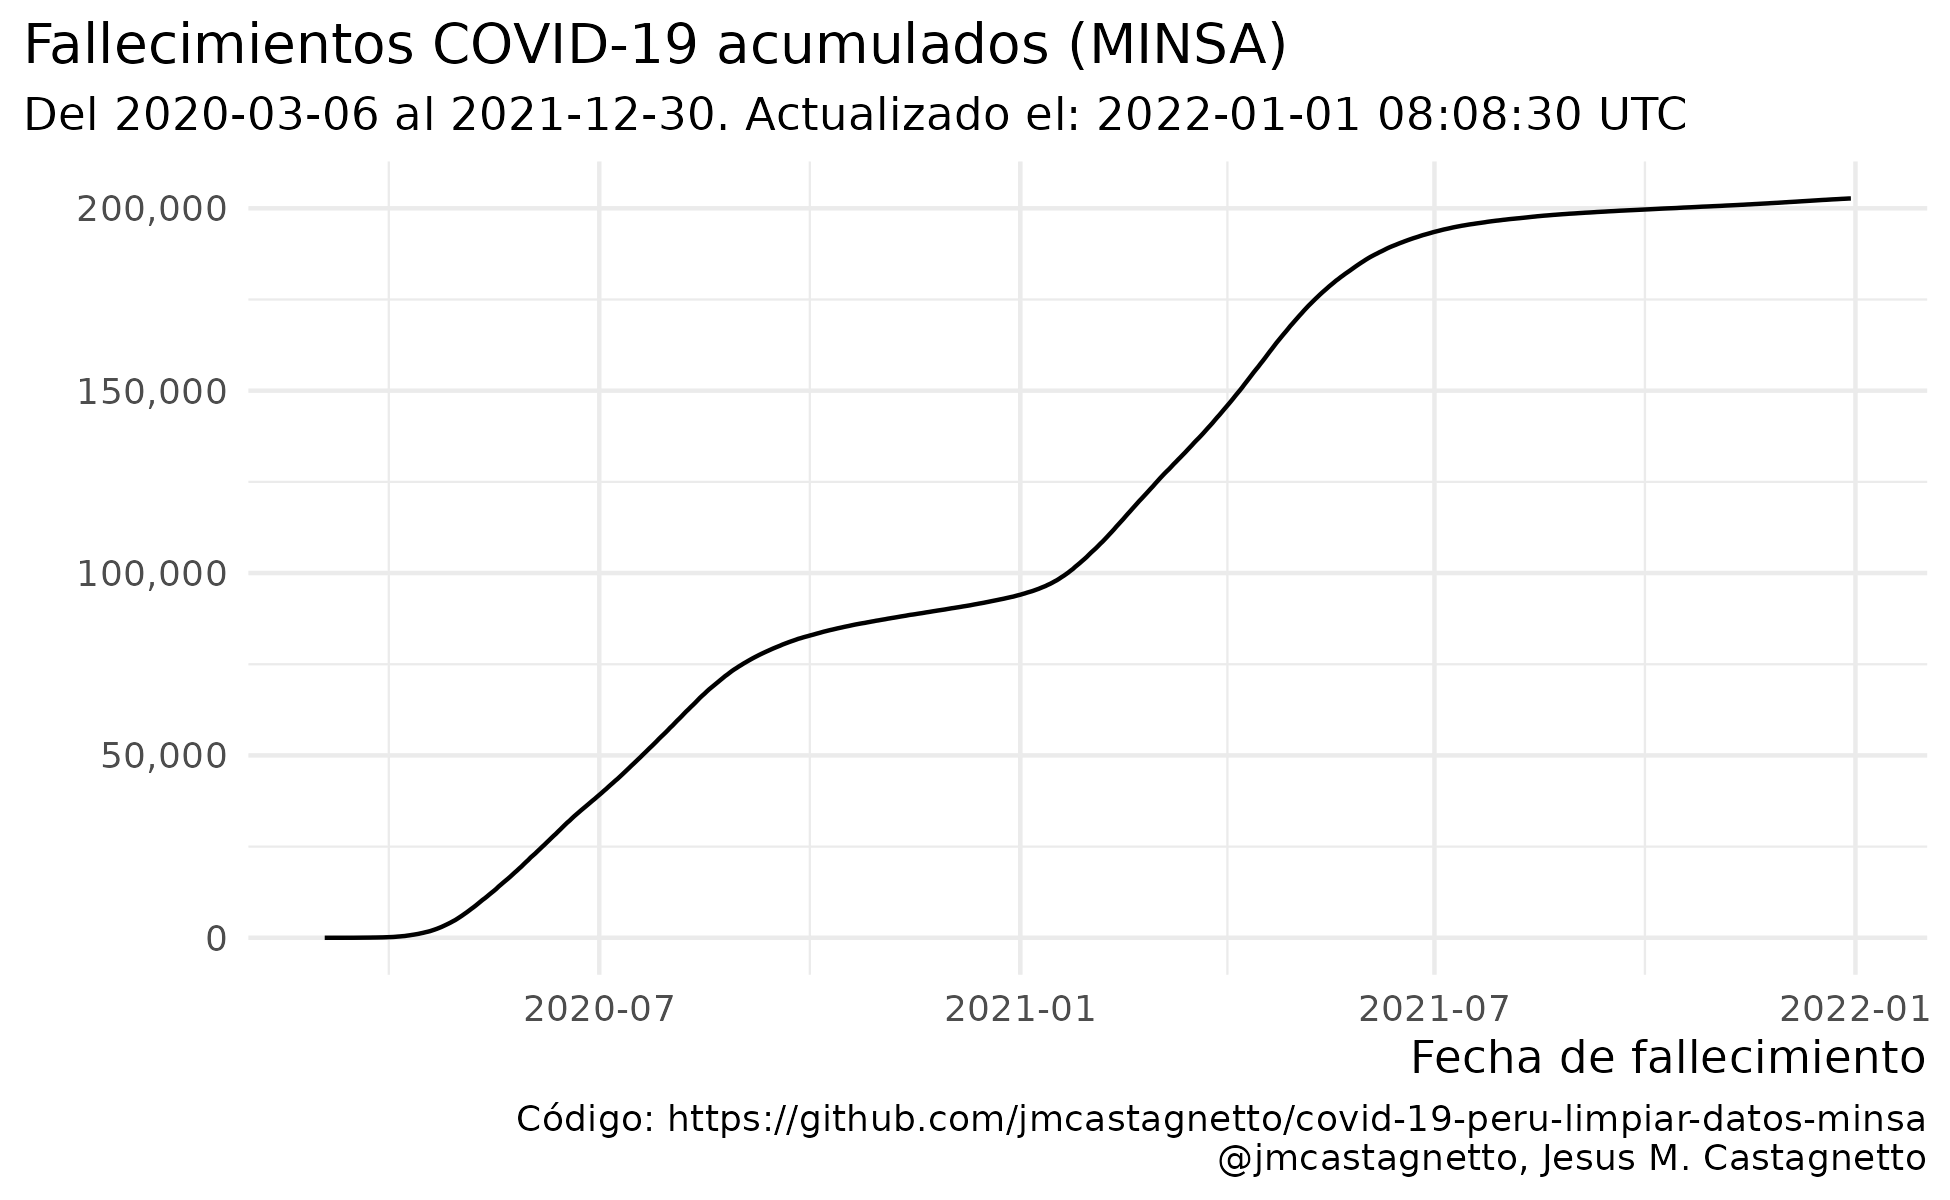 Fallecimientos COVID-19 acumulados (MINSA)
Del 2020-03-06 al 2021-12-30. Actualizado el: 2022-01-01 08:08:30 UTC
200,000
150,000
100,000
50,000
0
2020-07 2021-01 2021-07 2022-01
Fecha de fallecimiento
Código: https://github.com/jmcastagnetto/covid-19-peru-limpiar-datos-minsa
@jmcastagnetto, Jesus M. Castagnetto